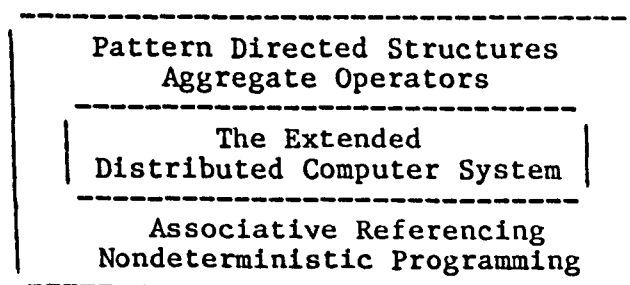 Pattern Directed Structures
Aggregate Operators
The Extended
Distributed Computer System
Associative Referencing
Nondeterministic Programming